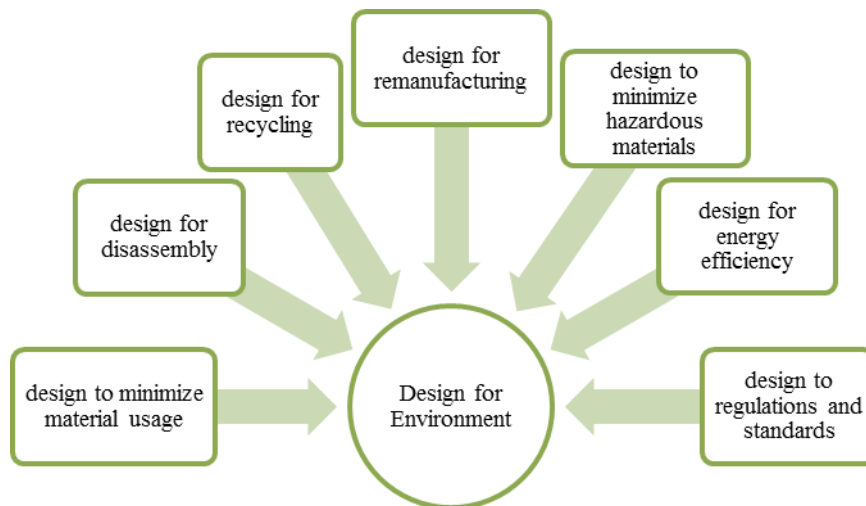 design for
remanufacturing
design for
recycling
design to
minimize
hazardous
materials
design for
disassembly
design for
energy
efficiency
design to minimize
material usage
Design for
Environment
design to
regulations and
standards